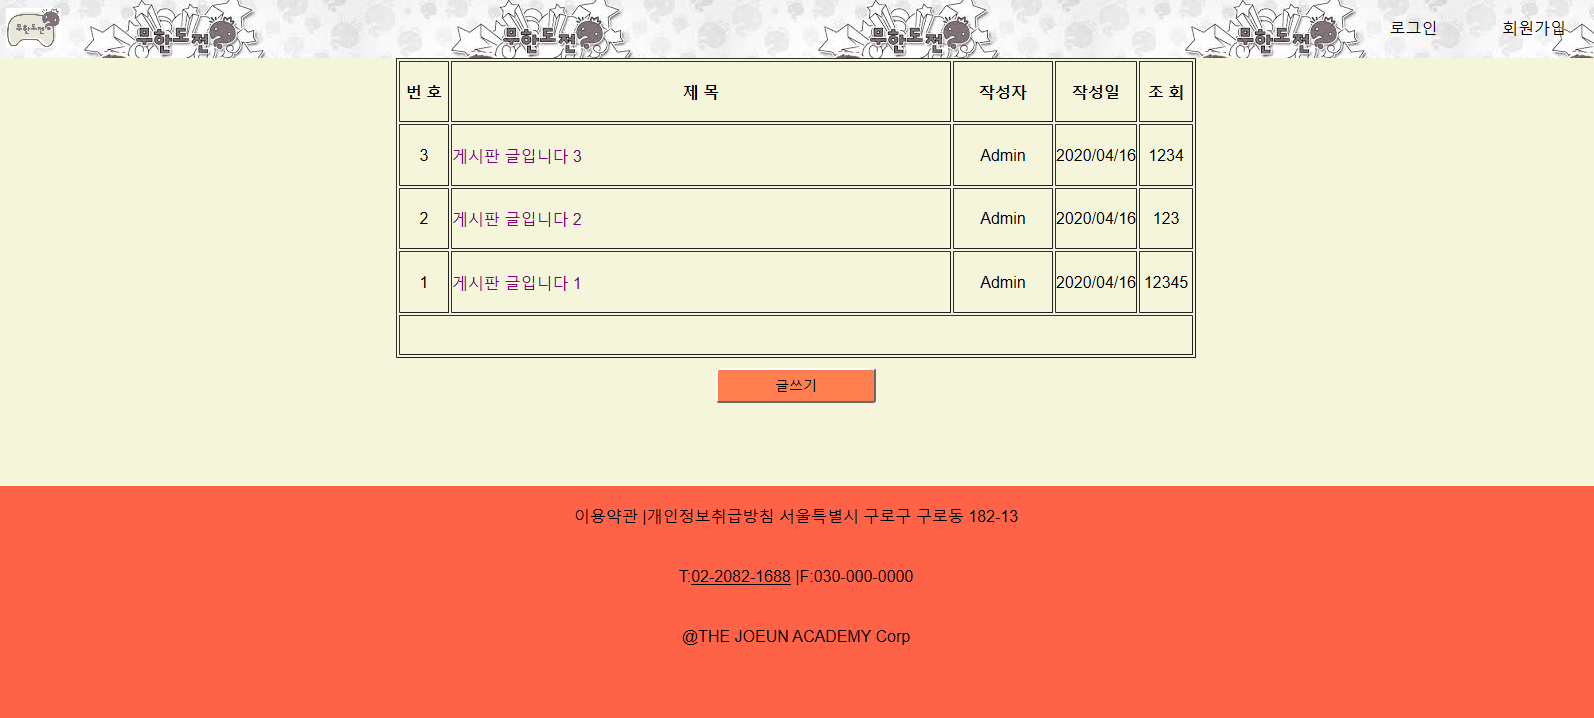 무한도전 무한도전 무한도전 무한도전 무한도전 로그인 회원가입
번 호 제 목 작성자 작성일 조 회
3 게시판 글입니다 3 Admin 2020/04/16 1234
2 게시판 글입니다 2 Admin 2020/04/16 123
1 게시판 글입니다 1 Admin 2020/04/16 12345
글쓰기
이용약관 |개인정보취급방침 서울특별시 구로구 구로동 182-13
T:02-2082-1688 |F:030-000-0000
@THE JOEUN ACADEMY Corp